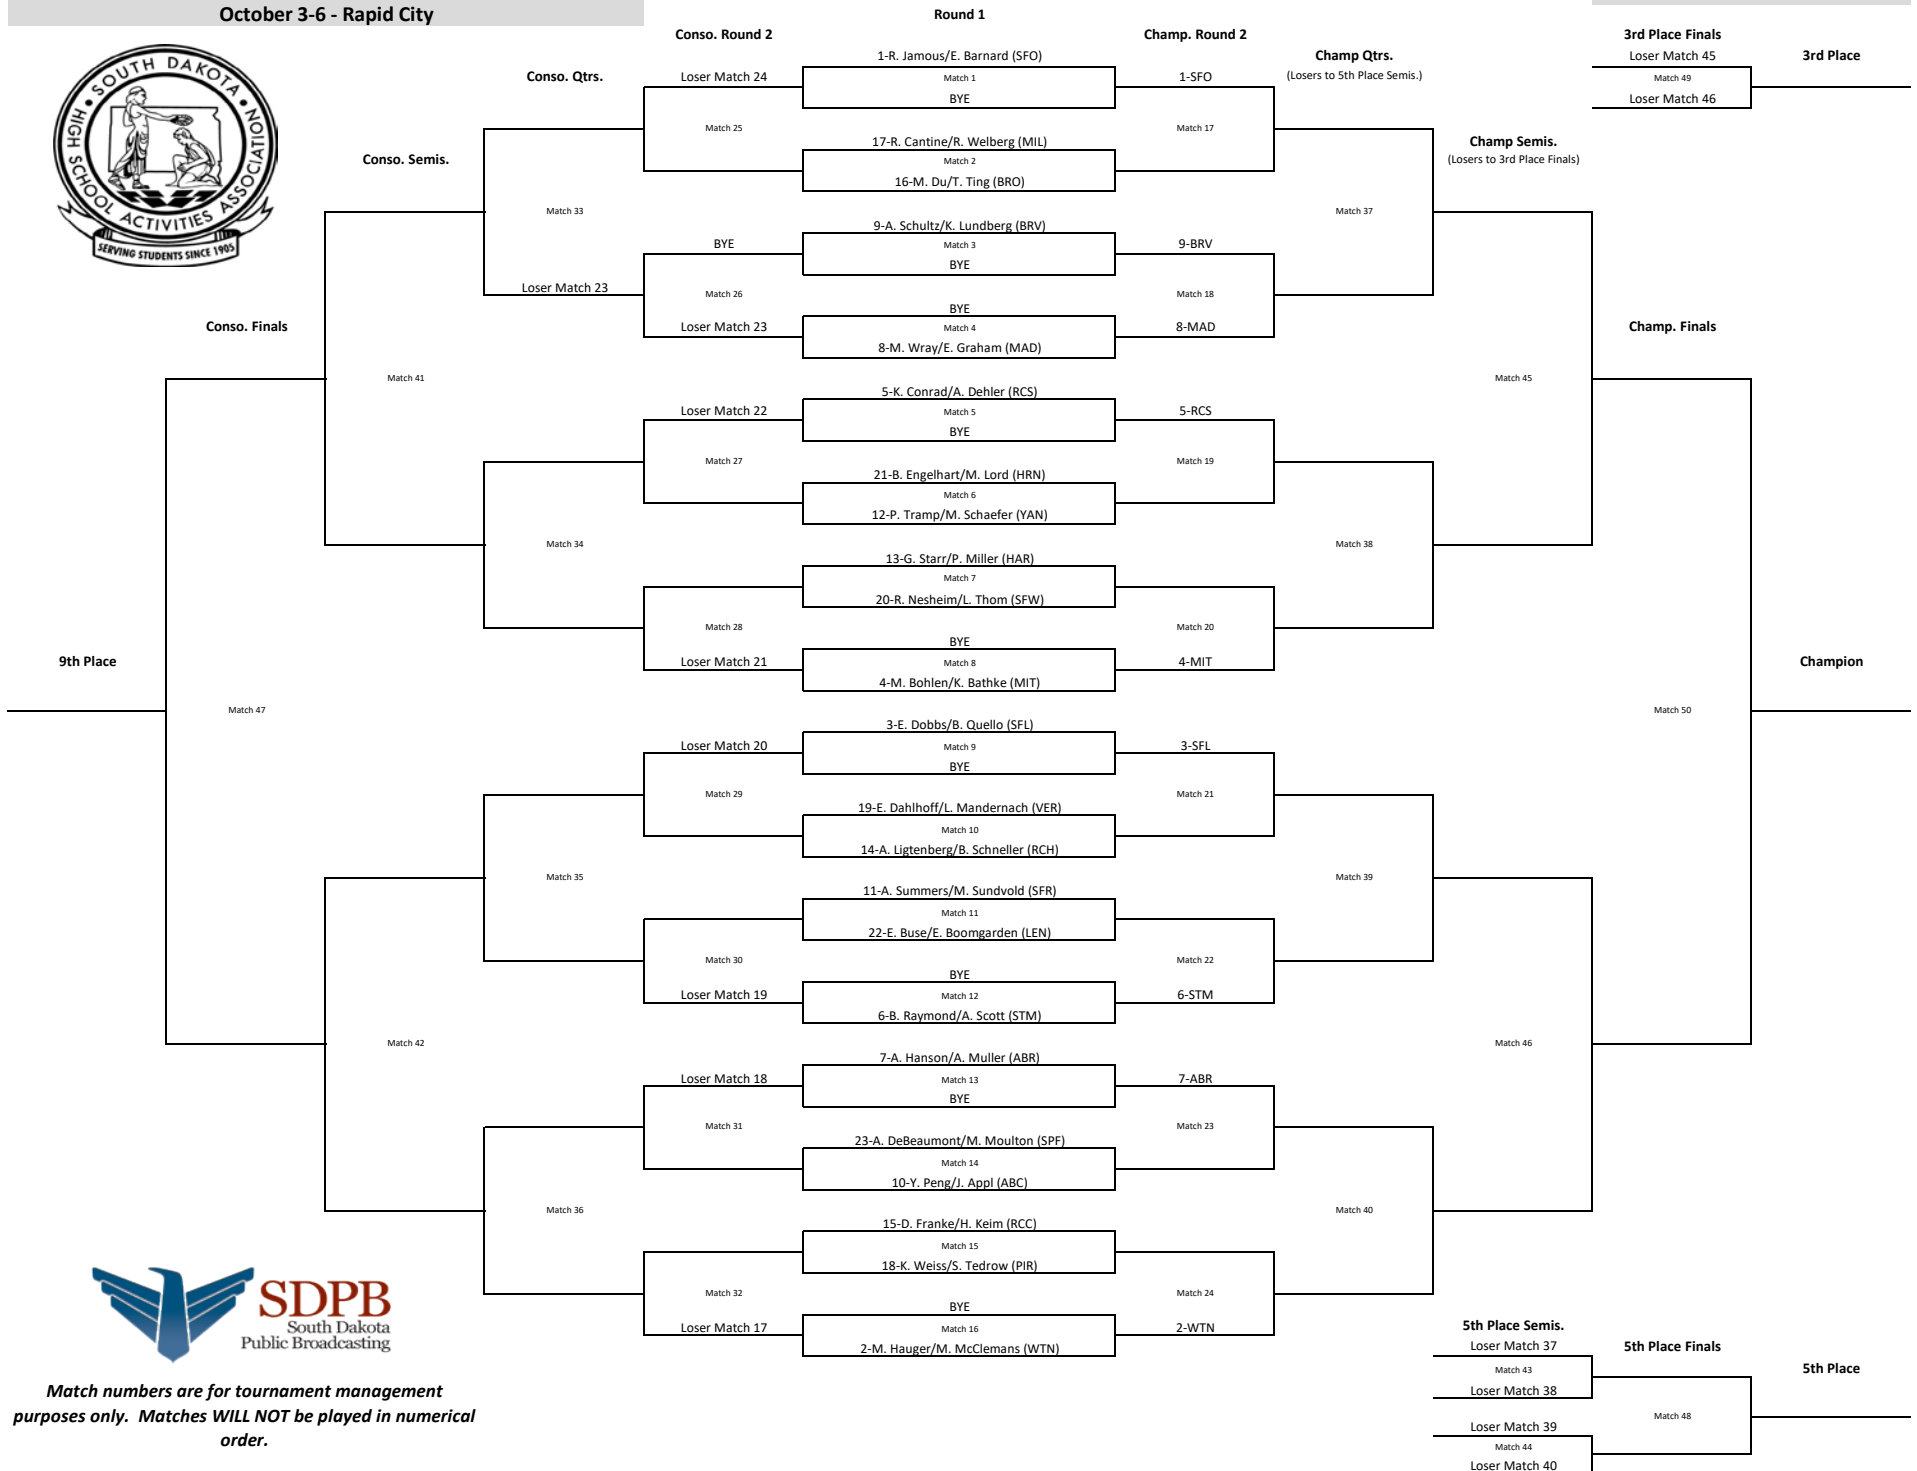 October 3-6 - Rapid City
Round 1
Conso. Round 2
Champ. Round 2
3rd Place Finals
Conso. Qtrs.
Champ Qtrs.
(Losers to 5th Place Semis.)
3rd Place
Conso. Semis.
Champ Semis.
(Losers to 3rd Place Finals)
Conso. Finals
Champ. Finals
9th Place
Champion
SOUTH DAKOTA
HIGH SCHOOL ACTIVITIES ASSOCIATION
SERVING STUDENTS SINCE 1905
1-R. Jamous/E. Barnard (SFO)
Match 1
BYE
17-R. Cantine/R. Welberg (MIL)
Match 2
16-M. Du/T. Ting (BRO)
9-A. Schultz/K. Lundberg (BRV)
Match 3
BYE
BYE
Match 4
8-M. Wray/E. Graham (MAD)
5-K. Conrad/A. Dehler (RCS)
Match 5
BYE
21-B. Engelhart/M. Lord (HRN)
Match 6
12-P. Tramp/M. Schaefer (YAN)
13-G. Starr/P. Miller (HAR)
Match 7
20-R. Nesheim/L. Thom (SFW)
BYE
Match 8
4-M. Bohlen/K. Bathke (MIT)
3-E. Dobbs/B. Quello (SFL)
Match 9
BYE
19-E. Dahlhoff/L. Mandernach (VER)
Match 10
14-A. Ligtenberg/B. Schneller (RCH)
11-A. Summers/M. Sundvold (SFR)
Match 11
22-E. Buse/E. Boomgarden (LEN)
BYE
Match 12
6-B. Raymond/A. Scott (STM)
7-A. Hanson/A. Muller (ABR)
Match 13
BYE
23-A. DeBeaumont/M. Moulton (SPF)
Match 14
10-Y. Peng/J. Appl (ABC)
15-D. Franke/H. Keim (RCC)
Match 15
18-K. Weiss/S. Tedrow (PIR)
BYE
Match 16
2-M. Hauger/M. McClemans (WTN)
Loser Match 24
Match 25
BYE
Match 26
Loser Match 23
Loser Match 22
Match 27
Match 28
Loser Match 21
Loser Match 20
Match 29
Match 30
Loser Match 19
Loser Match 18
Match 31
Match 32
Loser Match 17
Match 33
Loser Match 23
Match 34
Match 35
Match 36
Match 41
Match 42
Match 47
1-SFO
Match 17
9-BRV
Match 18
8-MAD
5-RCS
Match 19
Match 20
4-MIT
3-SFL
Match 21
Match 22
6-STM
7-ABR
Match 23
Match 24
2-WTN
Match 37
Match 38
Match 39
Match 40
Match 45
Match 46
Match 50
Loser Match 45
Match 49
Loser Match 46
5th Place Semis.
Loser Match 37
Match 43
Loser Match 38
Loser Match 39
Match 44
Loser Match 40
5th Place Finals
Match 48
5th Place
SDPB
South Dakota
Public Broadcasting
Match numbers are for tournament management
purposes only.  Matches WILL NOT be played in numerical
order.